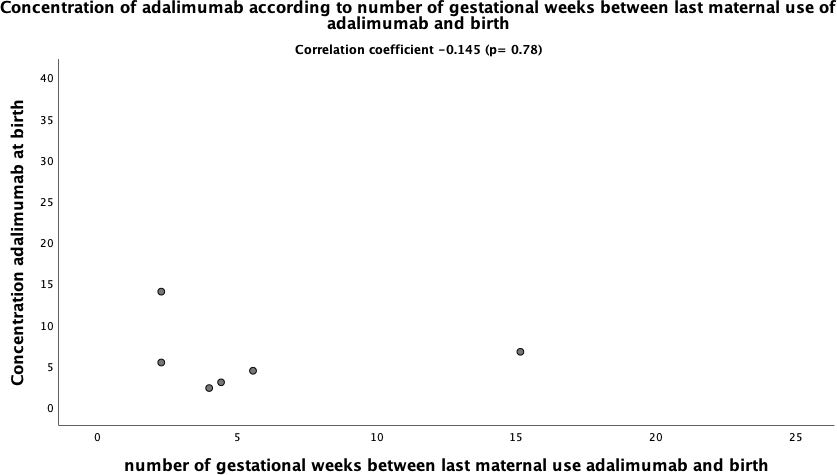 Concentration of adalimumab according to number of gestational weeks between last maternal use of
adalimumab and birth
Correlation coefficient -0.145 (p= 0.78)
Concentration adalimumab at birth
40
35
30
25
20
15
10
5
0
0 5 10 15 20 25
number of gestational weeks between last maternal use adalimumab and birth